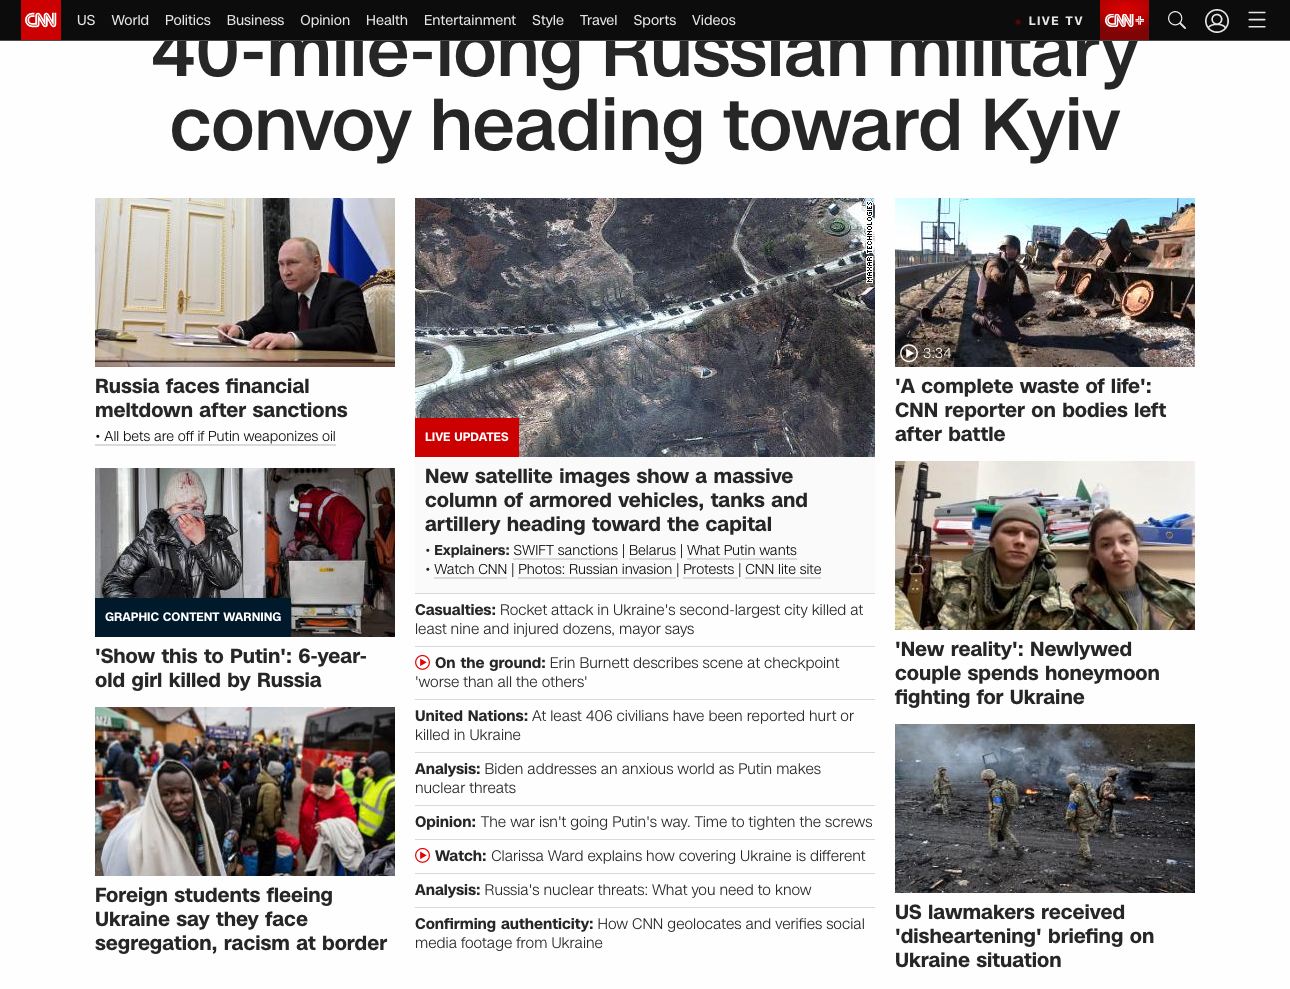 CNN US World Politics Business Opinion Health Entertainment Style Travel Sports Videos LIVE TV CNN+
40-mile-long Russian military
convoy heading toward Kyiv
Russia faces financial
meltdown after sanctions
• All bets are off if Putin weaponizes oil
GRAPHIC CONTENT WARNING
'Show this to Putin': 6-year-
old girl killed by Russia
Foreign students fleeing
Ukraine say they face
segregation, racism at border
MAXAR TECHNOLOGIES
LIVE UPDATES
New satellite images show a massive
column of armored vehicles, tanks and
artillery heading toward the capital
• Explainers: SWIFT sanctions | Belarus | What Putin wants
• Watch CNN | Photos: Russian invasion | Protests | CNN lite site
Casualties: Rocket attack in Ukraine's second-largest city killed at
least nine and injured dozens, mayor says
On the ground: Erin Burnett describes scene at checkpoint
'worse than all the others'
United Nations: At least 406 civilians have been reported hurt or
killed in Ukraine
Analysis: Biden addresses an anxious world as Putin makes
nuclear threats
Opinion: The war isn't going Putin's way. Time to tighten the screws
Watch: Clarissa Ward explains how covering Ukraine is different
Analysis: Russia's nuclear threats: What you need to know
Confirming authenticity: How CNN geolocates and verifies social
media footage from Ukraine
3:34
'A complete waste of life':
CNN reporter on bodies left
after battle
'New reality': Newlywed
couple spends honeymoon
fighting for Ukraine
US lawmakers received
'disheartening' briefing on
Ukraine situation